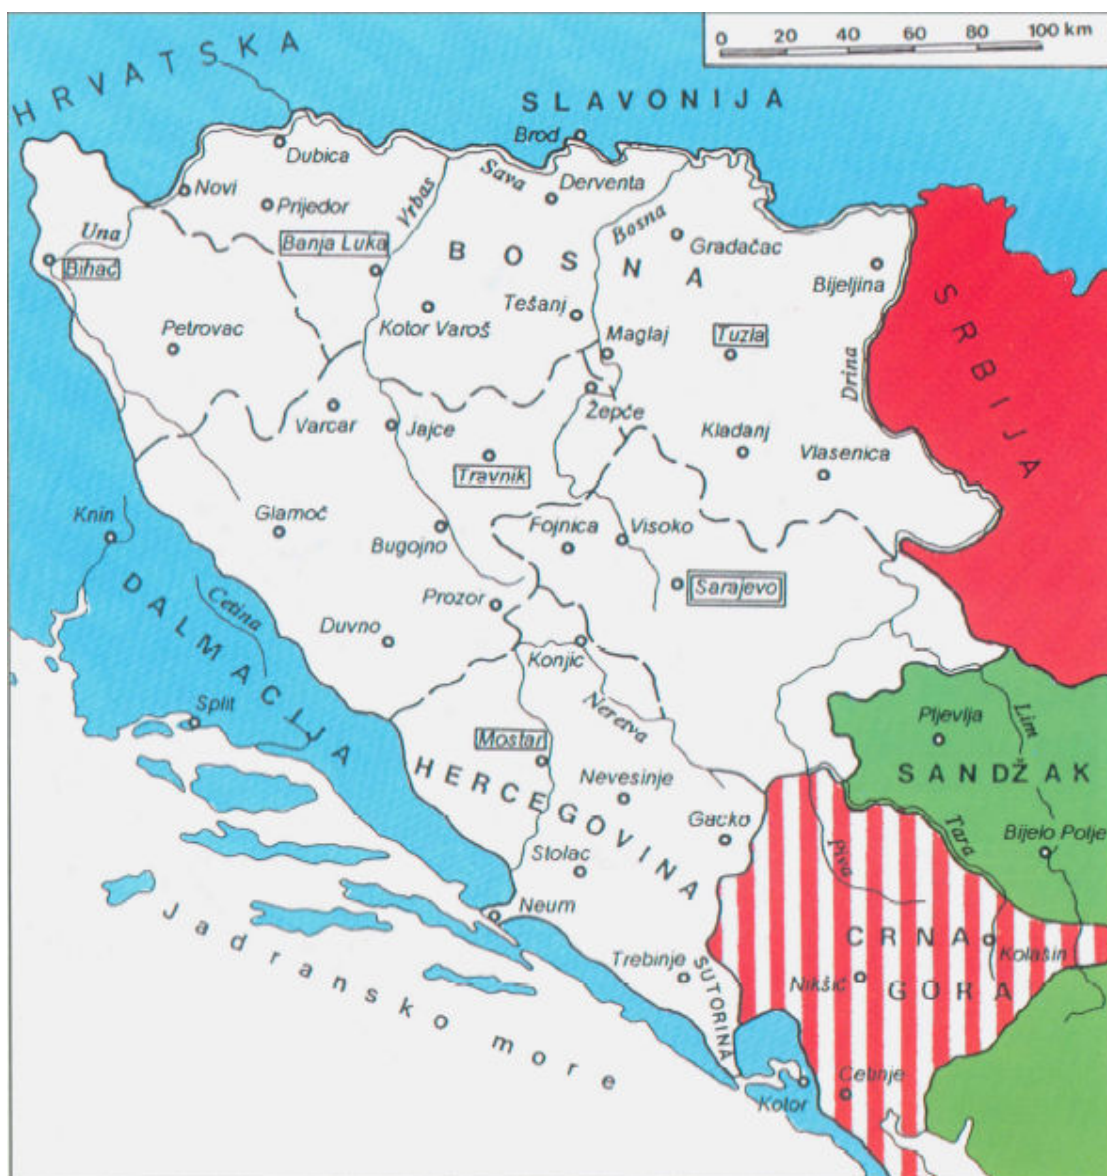 0 20 40 60 80 100 km
HRVATSKA
SLAVONIJA
Brod
Dubica
Sava
Derventa
Novi
Prijedor
Vrbas
Una
Banja Luka
Bosna
Gradačac
Bihać
BOSNA
Bijeljina
SRBIJA
Kotor Varoš
Tešanj
Petrovac
Maglaj
Tuzla
Drina
Žepče
Varcar
Jajce
Kladanj
Vlasenica
Travnik
Knin
Glamoč
Bugojno
Fojnica
Visoko
Sarajevo
DALMACIJA
Cetina
Prozor
Duvno
Konjic
Neretva
Split
Pljevlja
Lim
Mostar
SANDŽAK
HERCEGOVINA
Nevesinje
Gacko
Tara
Bijelo Polje
Piva
Stolac
Neum
Jadransko more
Trebinje
SUTORINA
CRNA
Kolašin
Nikšić
GORA
Kotor
Cetinje